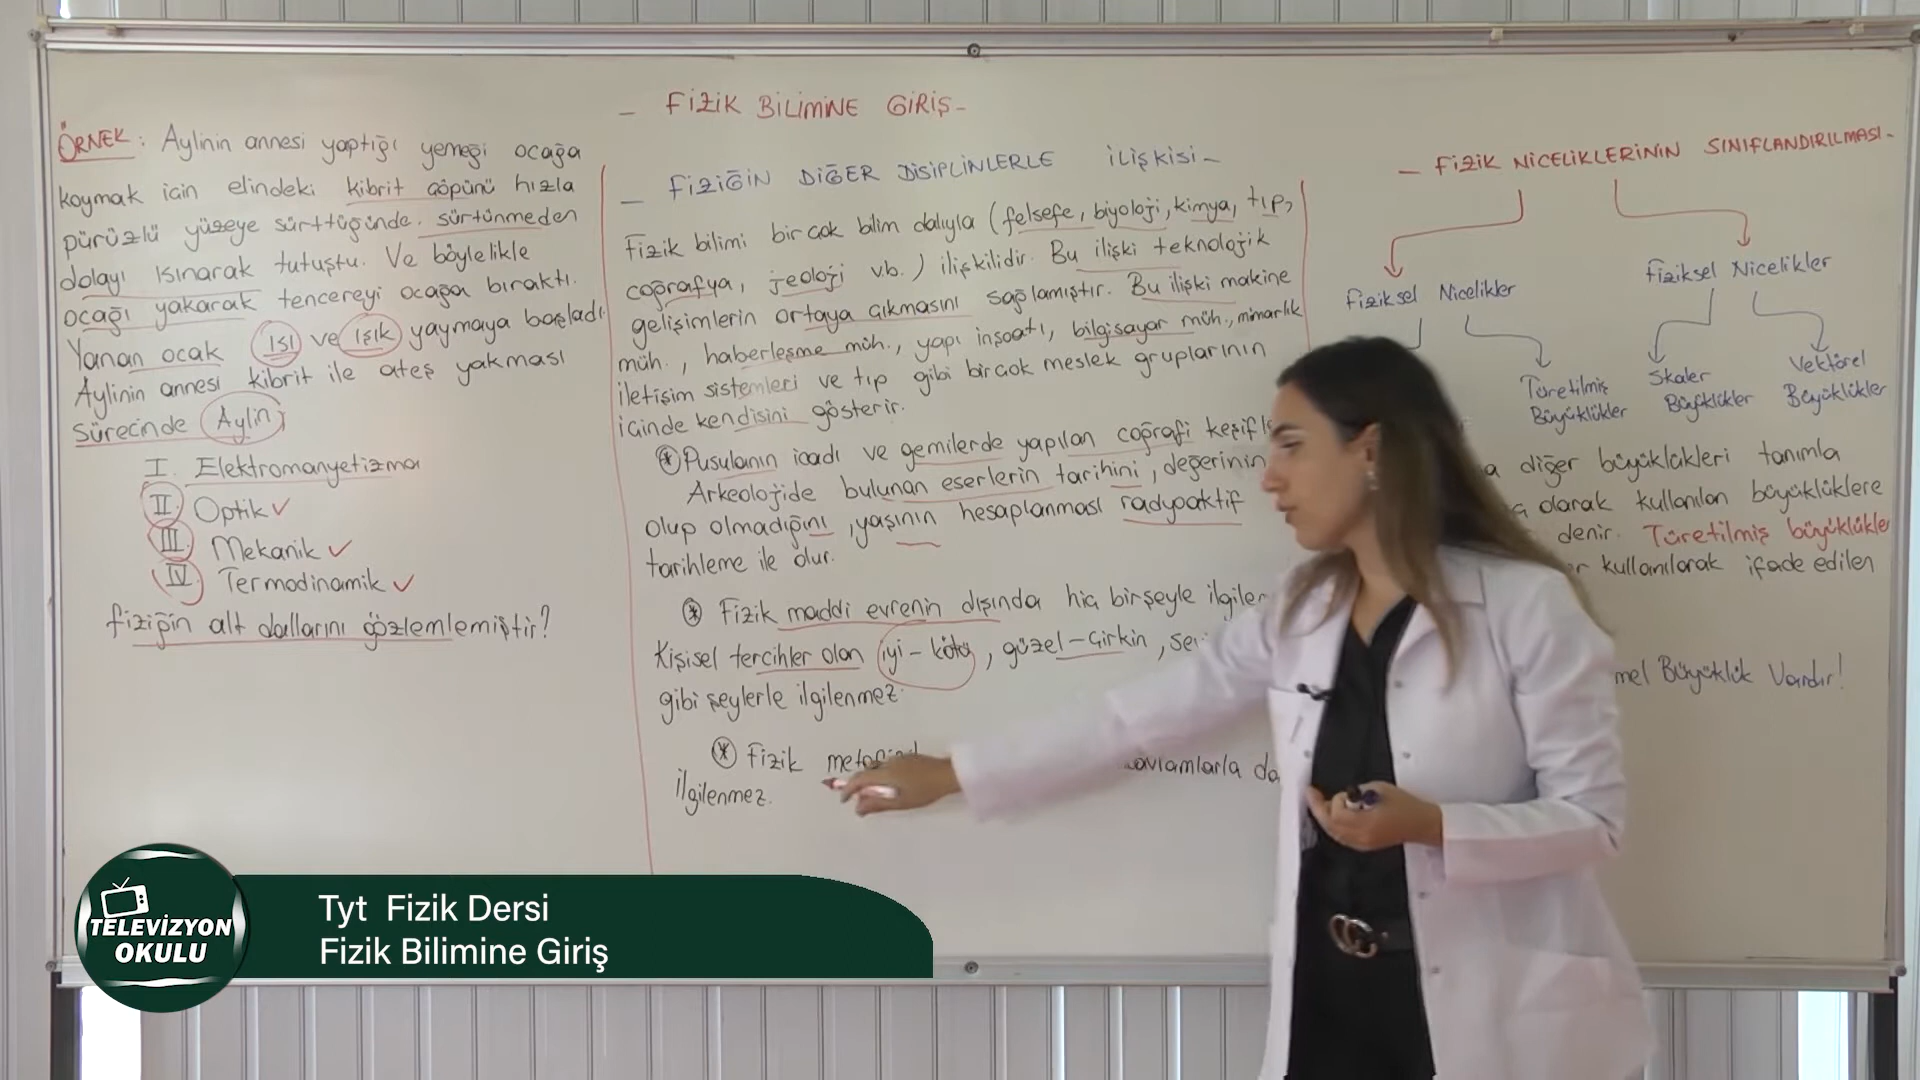 - FİZİK BİLİMİNE GİRİŞ -
ÖRNEK: Aylinin annesi yaptığı yemeği ocağa
koymak için elindeki kibrit çöpünü hızla
pürüzlü yüzeye sürttüğünde. sürtünmeden
dolayı ısınarak tutuştu. Ve böylelikle
ocağı yakarak tencereyi ocağa bıraktı.
Yanan ocak ısı ve ışık yaymaya başladı.
Aylinin annesi kibrit ile ateş yakması
Sürecinde Aylin;
I. Elektromanyetizma
II. Optik ✓
III. Mekanik ✓
IV. Termodinamik ✓
fiziğin alt dallarını gözlemlemiştir?
- FİZİĞİN DİĞER DİSİPLİNLERLE İLİŞKİSİ -
Fizik bilimi bir çok bilim dalıyla (felsefe, biyoloji, kimya, tıp,
coğrafya, jeoloji v.b.) ilişkilidir. Bu ilişki teknolojik
gelişimlerin ortaya çıkmasını sağlamıştır. Bu ilişki makine
müh., haberleşme müh., yapı inşaatı, bilgisayar müh., mimarlık
iletişim sistemleri ve tıp gibi bir çok meslek gruplarının
içinde kendisini gösterir.
* Pusulanın icadı ve gemilerde yapılan coğrafi
Arkeolojide bulunan eserlerin tarihini, değerinin
olup olmadığını, yaşının hesaplanması radyoaktif
tarihleme ile olur.
* Fizik maddi evrenin dışında hiç birşeyle
Kişisel tercihler olan iyi - kötü, güzel - Çirkin,
gibi şeylerle ilgilenmez.
* Fizik da
İlgilenmez.
- FİZİK NİCELİKLERİNİN SINIFLANDIRILMASI -
Fiziksel Nicelikler
Türetilmiş
Büyüklükler
Fiziksel Nicelikler
Skaler
Büyüklükler
Vektörel
Büyüklükler
diğer büyüklükleri tanımla
olarak kullanılan büyüklüklere
denir. Türetilmiş büyüklükler
kullanılarak ifade edilen
Büyüklük Vardır!
TELEVİZYON
OKULU
Tyt Fizik Dersi
Fizik Bilimine Giriş